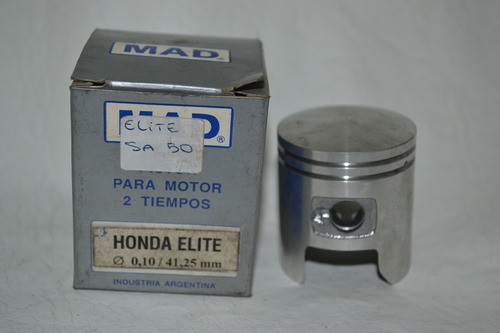 MAD
MAD®
ELITE
SA 50
PARA MOTOR
2 TIEMPOS
HONDA ELITE
Ø 0,10 / 41,25 mm
INDUSTRIA ARGENTINA